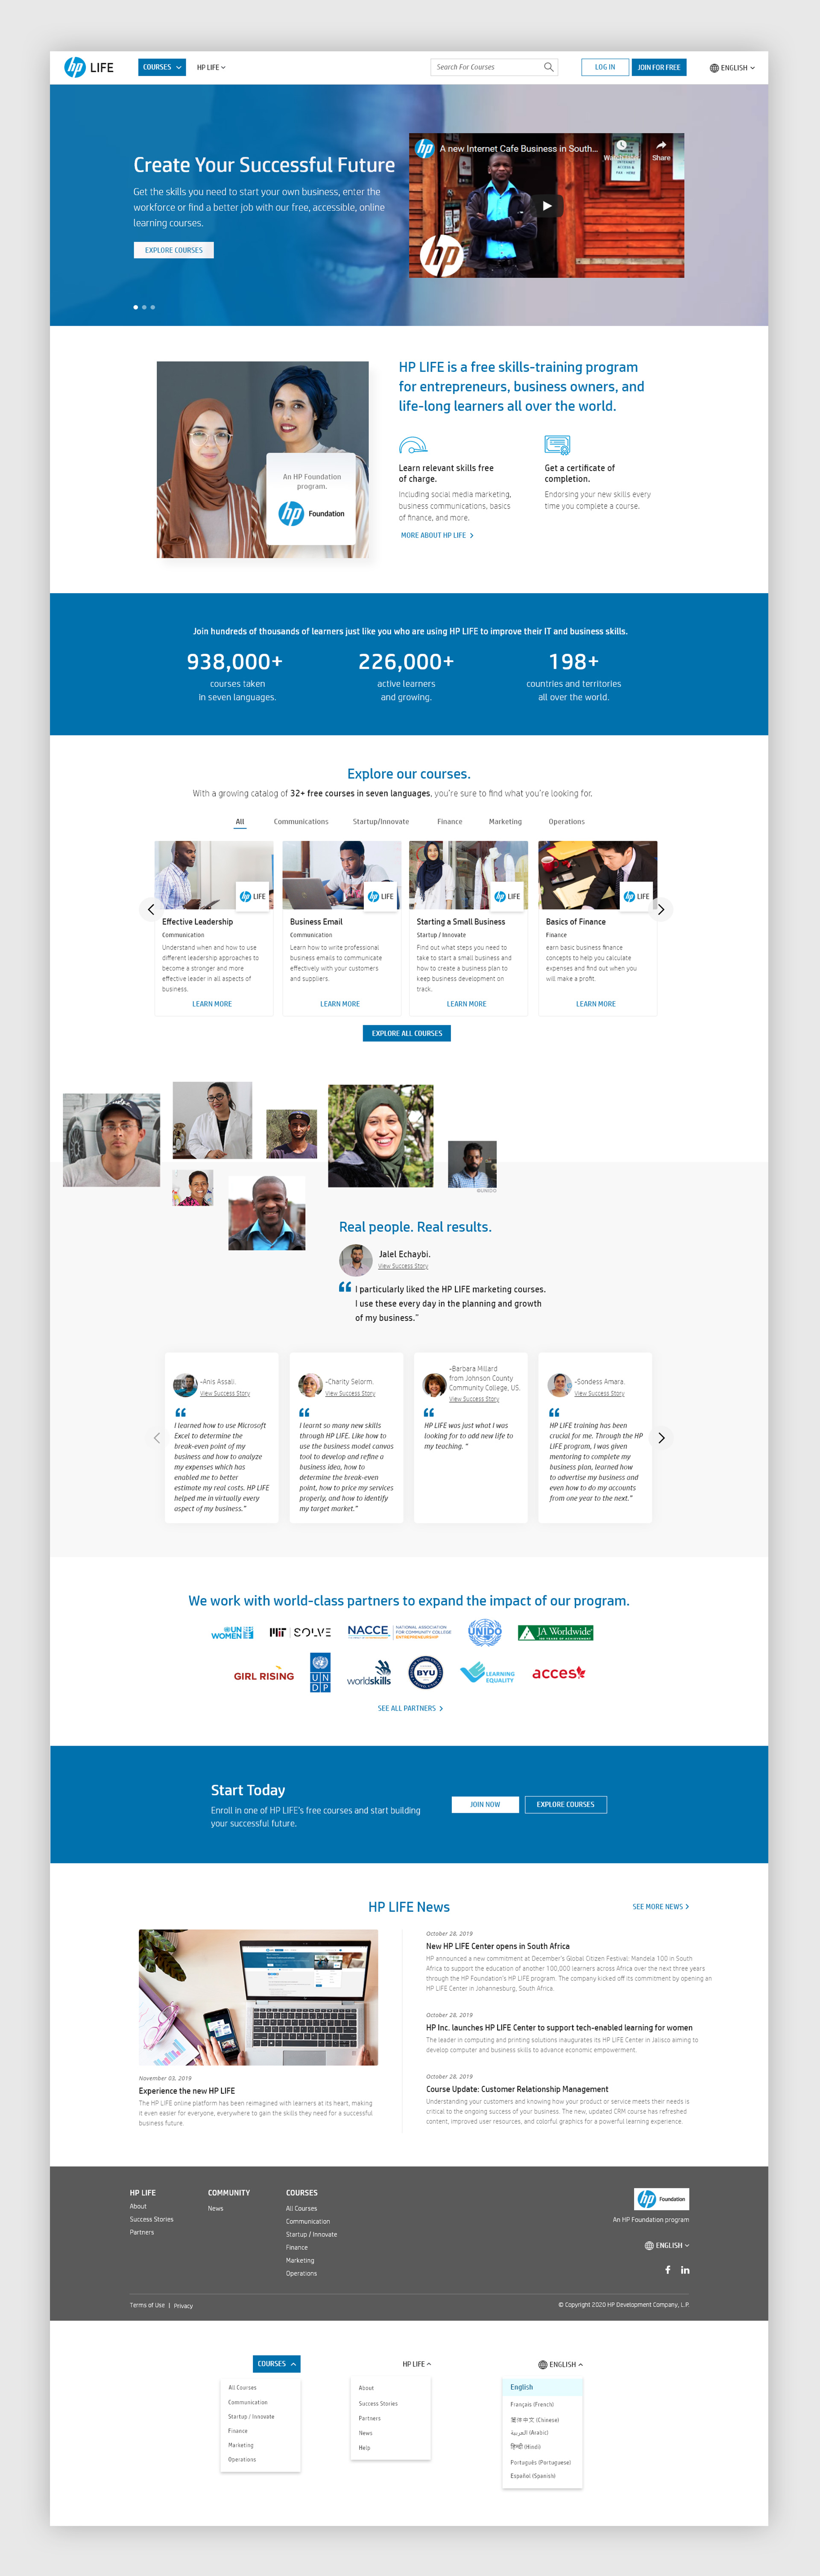 hp LIFE
COURSES
HP LIFE
Search For Courses
LOG IN
JOIN FOR FREE
ENGLISH
Create Your Successful Future
Get the skills you need to start your own business, enter the
workforce or find a better job with our free, accessible, online
learning courses.
EXPLORE COURSES
hp A new Internet Cafe Business in South...
Share
hp
HP LIFE is a free skills-training program
for entrepreneurs, business owners, and
life-long learners all over the world.
An HP Foundation
program.
hp Foundation
Learn relevant skills free
of charge.
Including social media marketing,
business communications, basics
of finance, and more.
MORE ABOUT HP LIFE
Get a certificate of
completion.
Endorsing your new skills every
time you complete a course.
Join hundreds of thousands of learners just like you who are using HP LIFE to improve their IT and business skills.
938,000+
courses taken
in seven languages.
226,000+
active learners
and growing.
198+
countries and territories
all over the world.
Explore our courses.
With a growing catalog of 32+ free courses in seven languages, you're sure to find what you're looking for.
All
Communications
Startup/Innovate
Finance
Marketing
Operations
hp LIFE
Effective Leadership
Communication
Understand when and how to use
different leadership approaches to
become a stronger and more
effective leader in all aspects of
business.
LEARN MORE
hp LIFE
Business Email
Communication
Learn how to write professional
business emails to communicate
effectively with your customers
and suppliers.
LEARN MORE
hp LIFE
Starting a Small Business
Startup / Innovate
Find out what steps you need to
take to start a small business and
how to create a business plan to
keep business development on
track.
LEARN MORE
hp LIFE
Basics of Finance
Finance
earn basic business finance
concepts to help you calculate
expenses and find out when you
will make a profit.
LEARN MORE
EXPLORE ALL COURSES
Real people. Real results.
Jalel Echaybi.
View Success Story
“ I particularly liked the HP LIFE marketing courses.
I use these every day in the planning and growth
of my business."
-Anis Assali.
View Success Story
“
I learned how to use Microsoft
Excel to determine the
break-even point of my
business and how to analyze
my expenses which has
enabled me to better
estimate my real costs. HP LIFE
helped me in virtually every
aspect of my business."
-Charity Selorm.
View Success Story
“
I learnt so many new skills
through HP LIFE. Like how to
use the business model canvas
tool to develop and refine a
business idea, how to
determine the break-even
point, how to price my services
properly, and how to identify
my target market."
-Barbara Millard
from Johnson County
Community College, US.
View Success Story
“
HP LIFE was just what I was
looking for to add new life to
my teaching. "
-Sondess Amara.
View Success Story
“
HP LIFE training has been
crucial for me. Through the HP
LIFE program, I was given
mentoring to complete my
business plan, learned how
to advertise my business and
even how to do my accounts
from one year to the next."
We work with world-class partners to expand the impact of our program.
UN
WOMEN
MIT SOLVE
NACCE
NATIONAL ASSOCIATION
FOR COMMUNITY COLLEGE
ENTREPRENEURSHIP
UNIDO
JA Worldwide
GIRL RISING
UNDP
worldskills
BYU
LEARNING
EQUALITY
acces
SEE ALL PARTNERS
Start Today
Enroll in one of HP LIFE's free courses and start building
your successful future.
JOIN NOW
EXPLORE COURSES
HP LIFE News
SEE MORE NEWS
November 03, 2019
Experience the new HP LIFE
The HP LIFE online platform has been reimagined with learners at its heart, making
it even easier for everyone, everywhere to gain the skills they need for a successful
business future.
October 28, 2019
New HP LIFE Center opens in South Africa
HP announced a new commitment at December's Global Citizen Festival: Mandela 100 in South
Africa to support the education of another 100,000 learners across Africa over the next three years
through the HP Foundation's HP LIFE program. The company kicked off its commitment by opening an
HP LIFE Center in Johannesburg, South Africa.
October 28, 2019
HP Inc. launches HP LIFE Center to support tech-enabled learning for women
The leader in computing and printing solutions inaugurates its HP LIFE Center in Jalisco aiming to
develop computer and business skills to advance economic empowerment.
October 28, 2019
Course Update: Customer Relationship Management
Understanding your customers and knowing how your product or service meets their needs is
critical to the ongoing success of your business. The new, updated CRM course has refreshed
content, improved user resources, and colorful graphics for a powerful learning experience.
HP LIFE
About
Success Stories
Partners
COMMUNITY
News
COURSES
All Courses
Communication
Startup / Innovate
Finance
Marketing
Operations
hp Foundation
An HP Foundation program
ENGLISH
Terms of Use | Privacy
© Copyright 2020 HP Development Company, L.P.
COURSES
All Courses
Communication
Startup / Innovate
Finance
Marketing
Operations
HP LIFE
About
Success Stories
Partners
News
Help
ENGLISH
English
Français (French)
(Chinese)
العربية (Arabic)
हिन्दी (Hindi)
Português (Portuguese)
Español (Spanish)